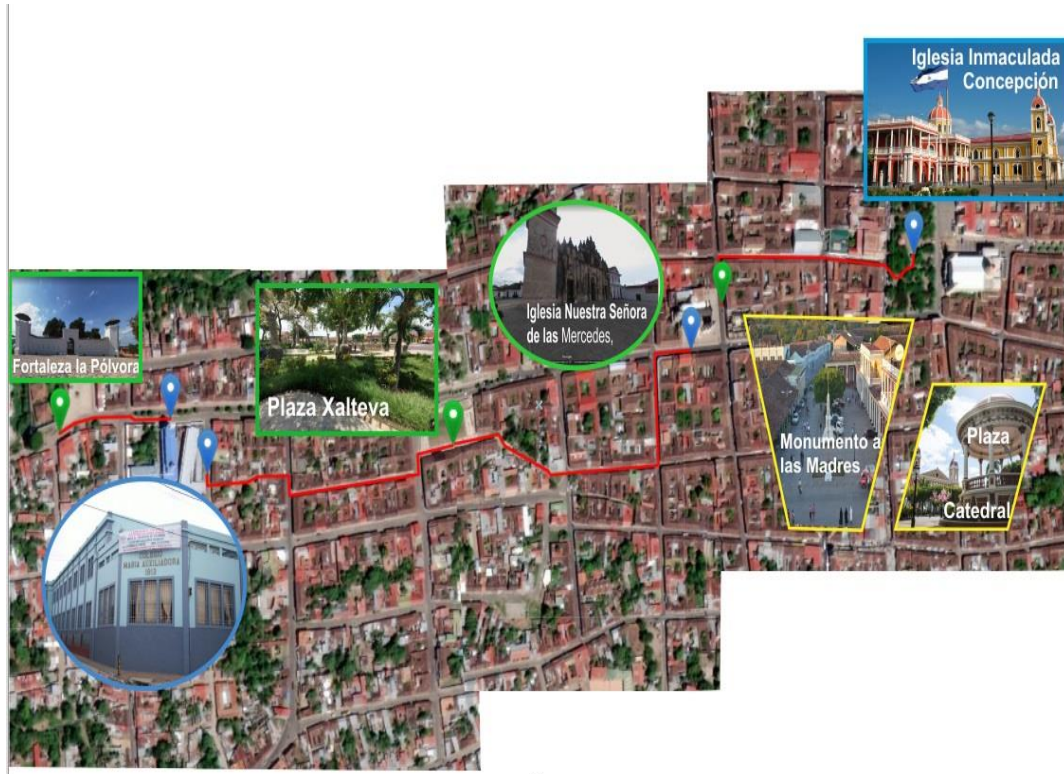 Iglesia Inmaculada
Concepción
Iglesia Nuestra Señora
de las Mercedes,
Fortaleza la Pólvora
Plaza Xalteva
Monumento a
las Madres
Plaza
Catedral
MARIA AUXILIADORA
1912